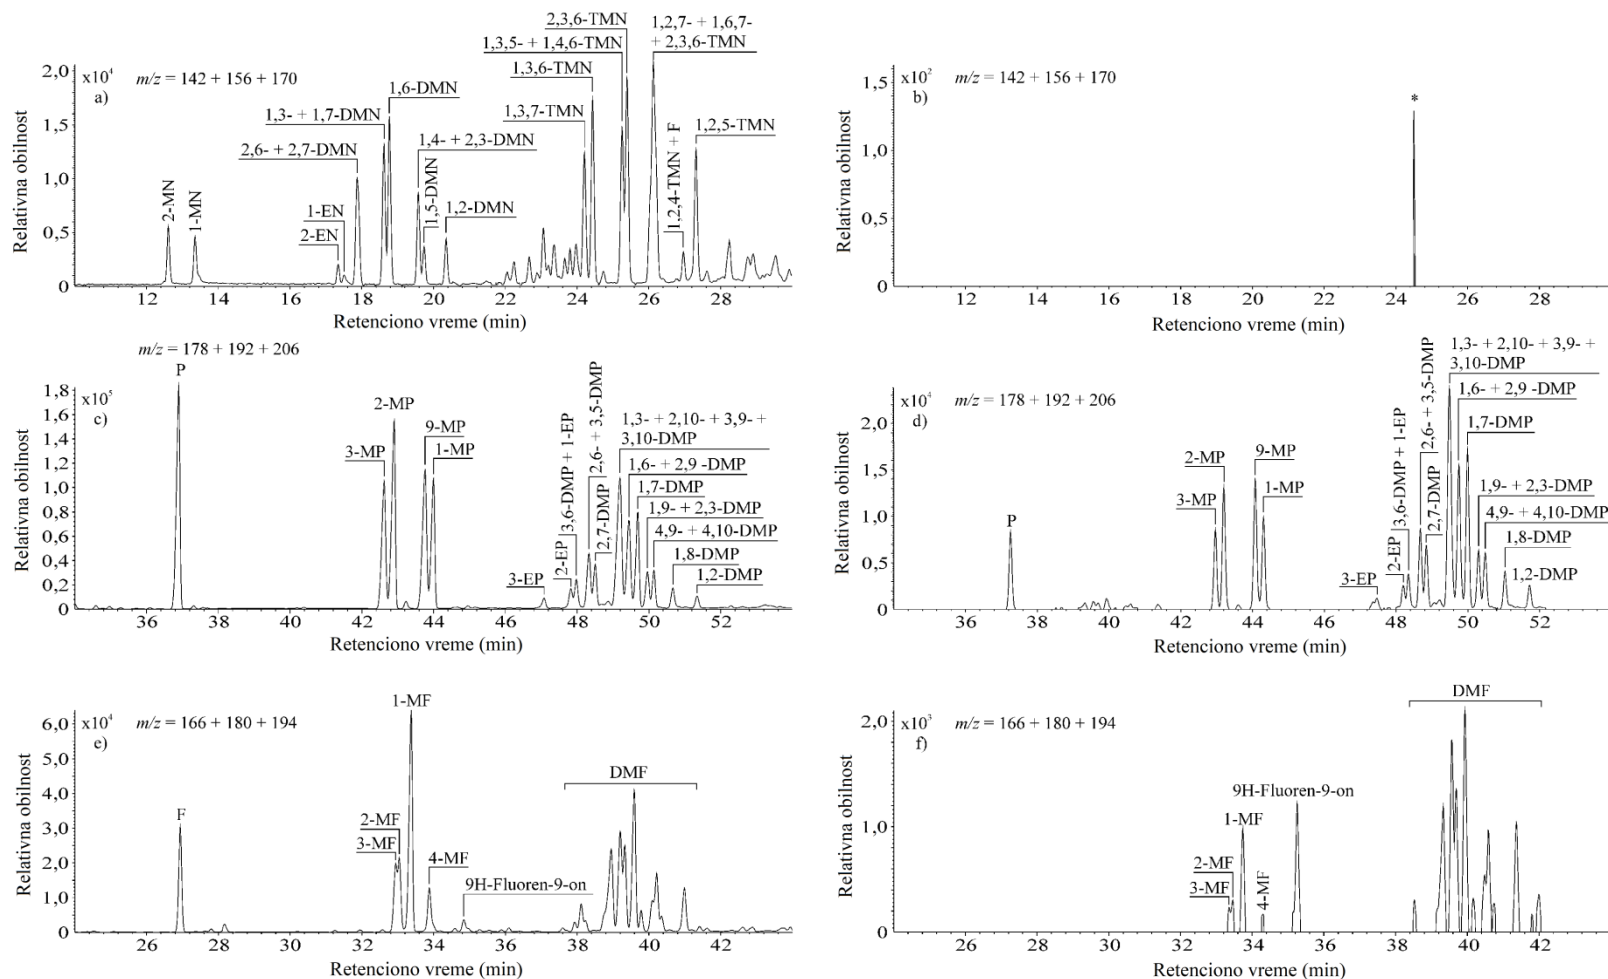 x10⁴
a)
m/z = 142 + 156 + 170
Relativna obilnost
2,0
1,5
1,0
0,5
0
2-MN
1-MN
2-EN
1-EN
2,6- + 2,7-DMN
1,3- + 1,7-DMN
1,6-DMN
1,4- + 2,3-DMN
1,5-DMN
1,2-DMN
1,3,7-TMN
1,3,6-TMN
1,3,5- + 1,4,6-TMN
2,3,6-TMN
1,2,7- + 1,6,7-
+ 2,3,6-TMN
1,2,4-TMN + F
1,2,5-TMN
12 14 16 18 20 22 24 26 28
Retenciono vreme (min)
x10²
b)
m/z = 142 + 156 + 170
Relativna obilnost
1,5
1,0
0,5
0
*
12 14 16 18 20 22 24 26 28
Retenciono vreme (min)
m/z = 178 + 192 + 206
x10⁵
c)
Relativna obilnost
1,8
1,6
1,4
1,2
1,0
0,8
0,6
0,4
0,2
0
P
3-MP
2-MP
9-MP
1-MP
3-EP
2-EP
3,6-DMP + 1-EP
2,6- + 3,5-DMP
2,7-DMP
1,3- + 2,10- + 3,9- +
3,10-DMP
1,6- + 2,9 -DMP
1,7-DMP
1,9- + 2,3-DMP
4,9- + 4,10-DMP
1,8-DMP
1,2-DMP
36 38 40 42 44 46 48 50 52
Retenciono vreme (min)
x10⁴
d)
m/z = 178 + 192 + 206
Relativna obilnost
2,0
1,5
1,0
0,5
0
P
3-MP
2-MP
9-MP
1-MP
3-EP
2-EP
3,6-DMP + 1-EP
2,6- + 3,5-DMP
2,7-DMP
1,3- + 2,10- + 3,9- +
3,10-DMP
1,6- + 2,9 -DMP
1,7-DMP
1,9- + 2,3-DMP
4,9- + 4,10-DMP
1,8-DMP
1,2-DMP
36 38 40 42 44 46 48 50 52
Retenciono vreme (min)
x10⁴
e)
m/z = 166 + 180 + 194
Relativna obilnost
6,0
5,0
4,0
3,0
2,0
1,0
0
F
3-MF
2-MF
1-MF
4-MF
9H-Fluoren-9-on
DMF
26 28 30 32 34 36 38 40 42
Retenciono vreme (min)
x10³
f)
m/z = 166 + 180 + 194
Relativna obilnost
2,0
1,0
0
3-MF
2-MF
1-MF
4-MF
9H-Fluoren-9-on
DMF
26 28 30 32 34 36 38 40 42
Retenciono vreme (min)